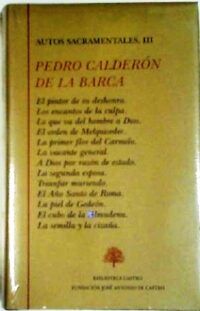 AUTOS SACRAMENTALES, III
PEDRO CALDERÓN
DE LA BARCA
El pintor de su deshonra.
Los encantos de la culpa.
Lo que va del hombre a Dios.
El orden de Melquisedec.
La primer flor del Carmelo.
La vacante general.
A Dios por razón de estado.
La segunda esposa.
Triunfar muriendo.
El Año Santo de Roma.
La piel de Gedeón.
El cubo de la Almudena.
La semilla y la cizaña.
BIBLIOTECA CASTRO
FUNDACIÓN JOSÉ ANTONIO DE CASTRO